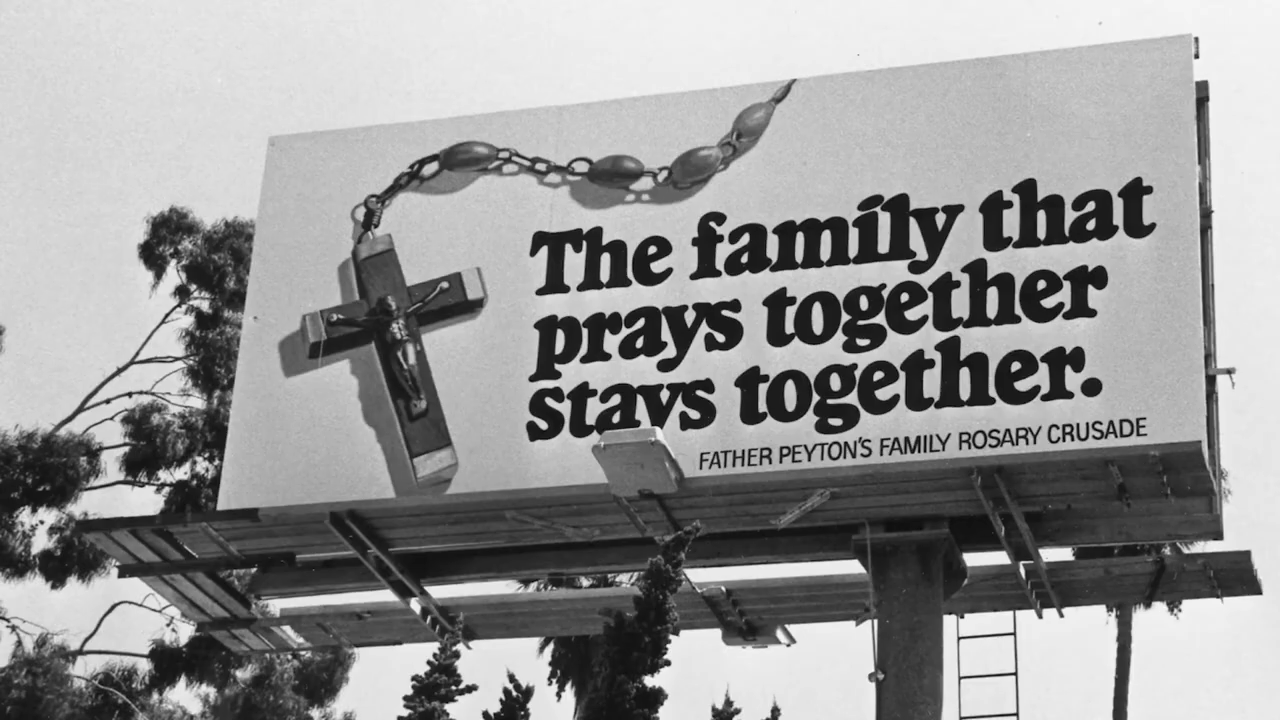 The family that
prays together
stays together.
FATHER PEYTON'S FAMILY ROSARY CRUSADE